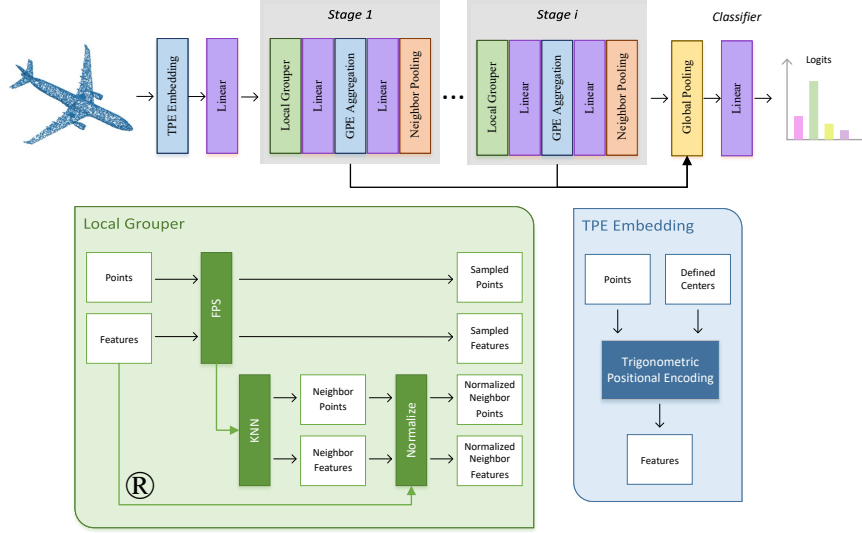 Stage 1
Stage i
Classifier
TPE Embedding
Linear
Local Grouper
Linear
GPE Aggregation
Linear
Neighbor Pooling
...
Local Grouper
Linear
GPE Aggregation
Linear
Neighbor Pooling
Global Pooling
Linear
Logits
Local Grouper
Points
Features
FPS
KNN
Neighbor
Points
Neighbor
Features
Normalize
Sampled
Points
Sampled
Features
Normalized
Neighbor
Points
Normalized
Neighbor
Features
®
TPE Embedding
Points
Defined
Centers
Trigonometric
Positional Encoding
Features